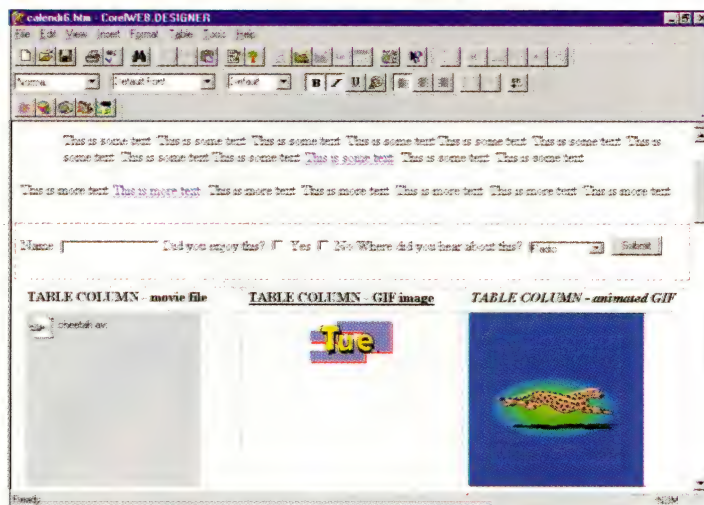 calendi6.htm - CorelWEB.DESIGNER
File Edit View Insert Format Table Tools Help
Normal Default Font Default B I U
This is some text This is some text This is some text This is some text This is some text This is some text This is
some text This is some text This is some text This is some text This is some text This is some text
This is more text This is more text This is more text This is more text This is more text This is more text This is more text
Name Did you enjoy this? Yes No Where did you hear about this? Radio Submit
TABLE COLUMN - movie file TABLE COLUMN - GIF image TABLE COLUMN - animated GIF
cheetah.avi
Tue
Ready NUM